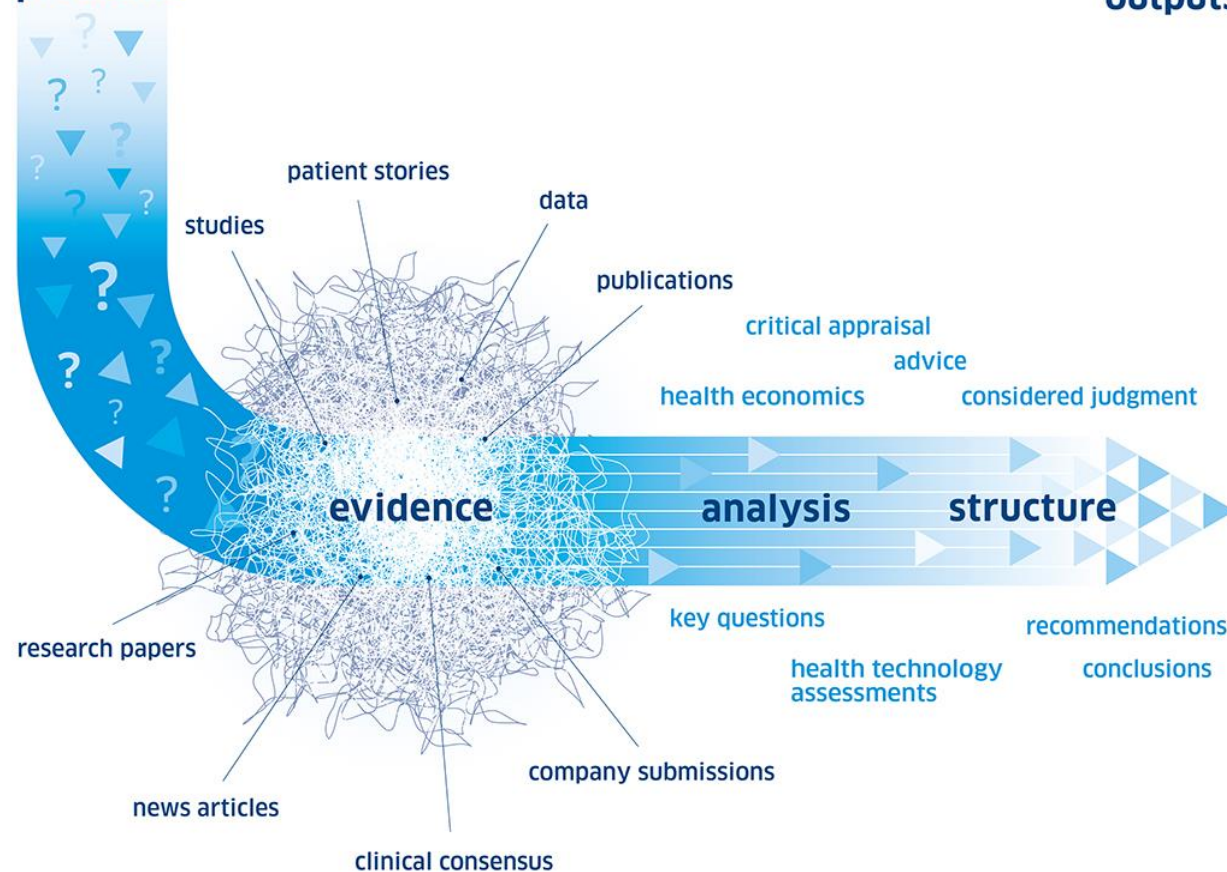 outputs
?
?
?
?
?
?
?
?
?
?
?
?
patient stories
data
studies
publications
critical appraisal
advice
health economics
considered judgment
evidence
analysis
structure
key questions
recommendations
research papers
health technology
assessments
conclusions
company submissions
news articles
clinical consensus